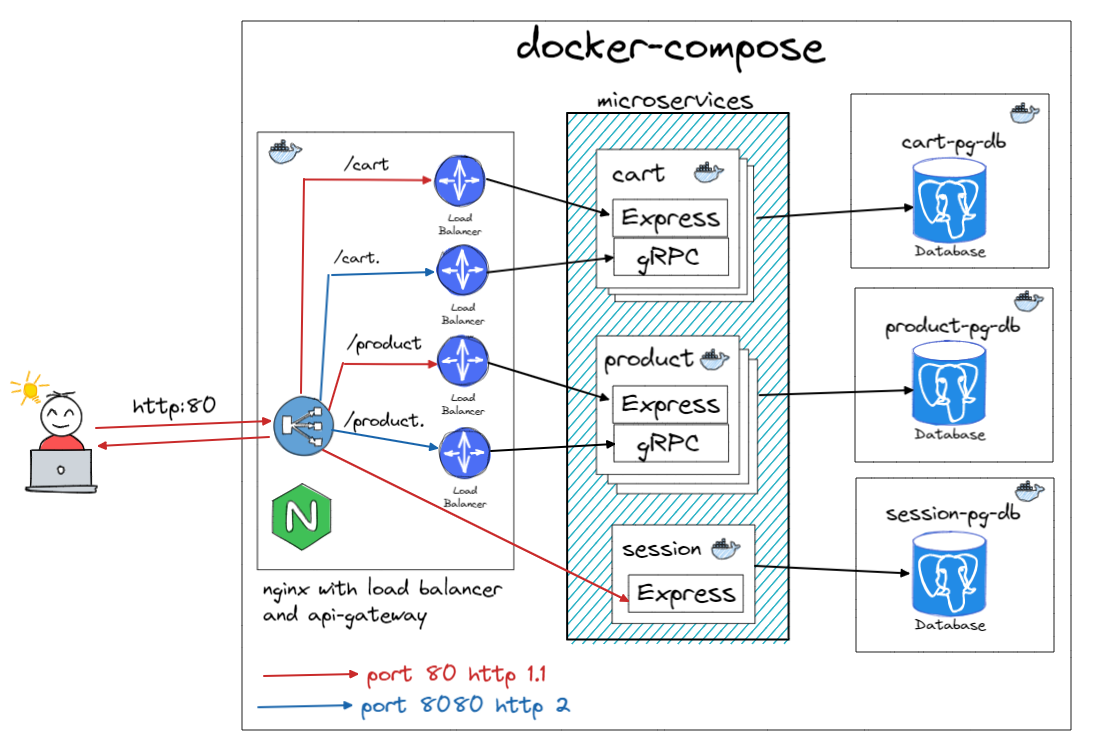 docker-compose
microservices
/cart
Load
Balancer
/cart.
Load
Balancer
/product
Load
Balancer
/product.
Load
Balancer
http:80
N
nginx with load balancer
and api-gateway
cart
Express
gRPC
product
Express
gRPC
session
Express
cart-pg-db
Database
product-pg-db
Database
session-pg-db
Database
port 80 http 1.1
port 8080 http 2